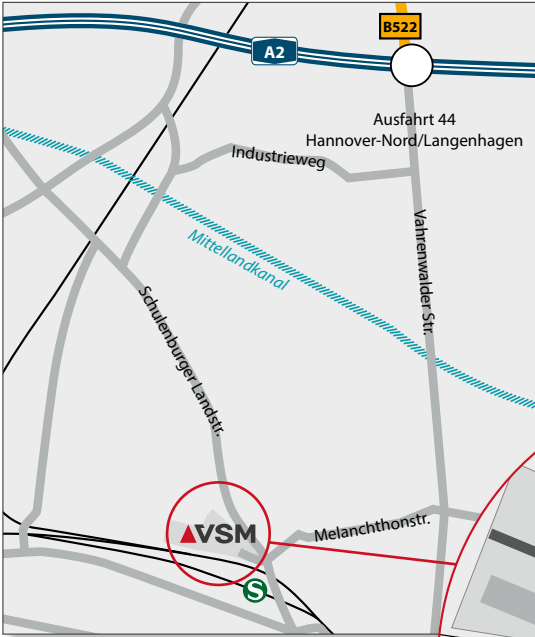 B522
A2
Ausfahrt 44
Hannover-Nord/Langenhagen
Industrieweg
Vahrenwalder Str.
Mittellandkanal
Schulenburger Landstr.
VSM
Melanchthonstr.
S